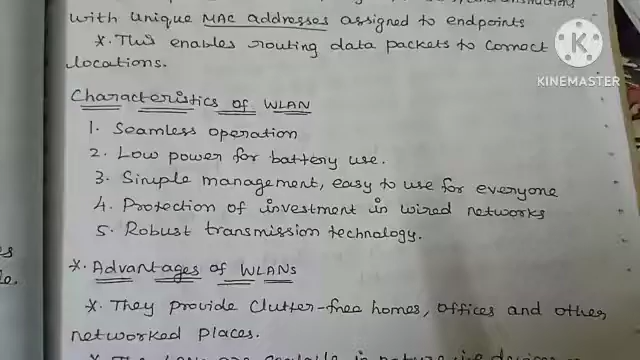 with unique MAC addresses assigned to endpoints
*. This enables routing data packets to correct
locations.
KINEMASTER
Characteristics of WLAN
1. Seamless operation
2. Low power for battery use.
3. Simple management, easy to use for everyone
4. Protection of investment in wired networks
5. Robust transmission technology.
*. Advantages of WLANs
*. They provide clutter-free homes, offices and other
networked places.